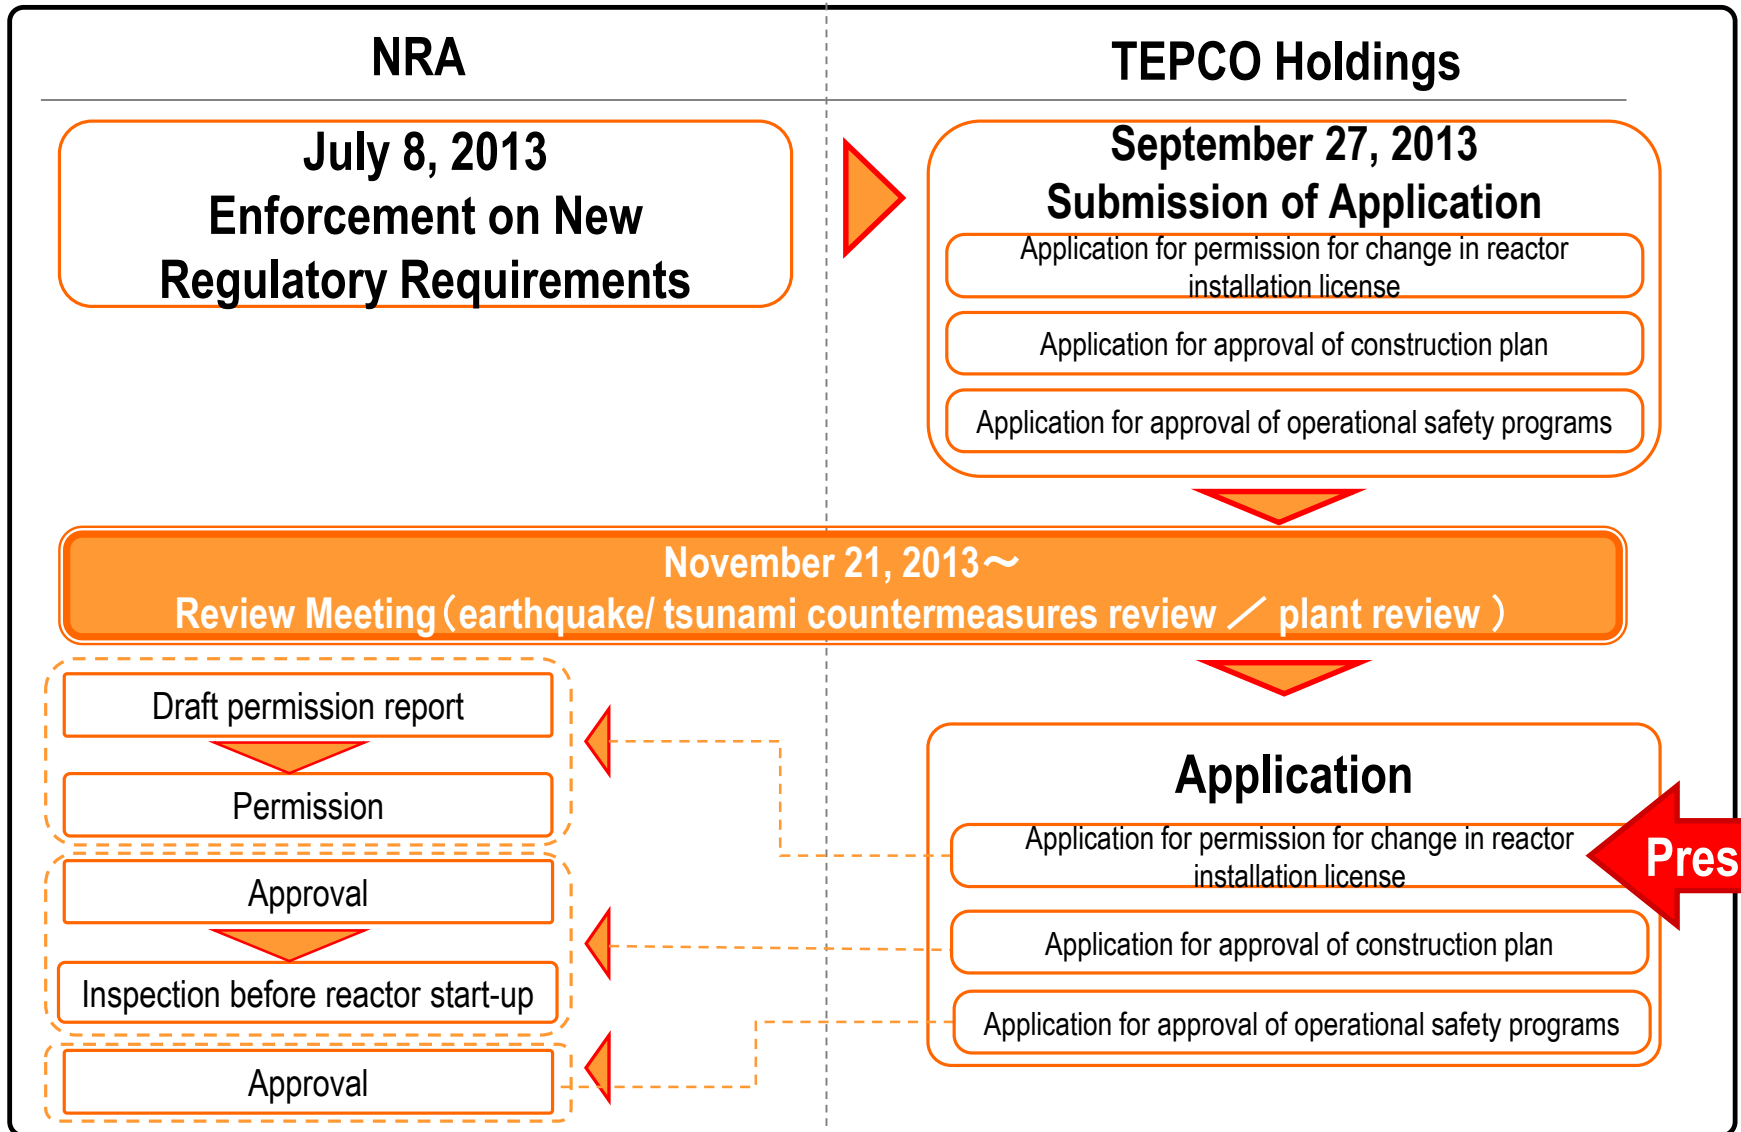 NRA
TEPCO Holdings
July 8, 2013
Enforcement on New
Regulatory Requirements
September 27, 2013
Submission of Application
Application for permission for change in reactor
installation license
Application for approval of construction plan
Application for approval of operational safety programs
November 21, 2013～
Review Meeting（earthquake/ tsunami countermeasures review ／ plant review ）
Draft permission report
Permission
Approval
Inspection before reactor start-up
Approval
Application
Application for permission for change in reactor
installation license
Application for approval of construction plan
Application for approval of operational safety programs
Pres